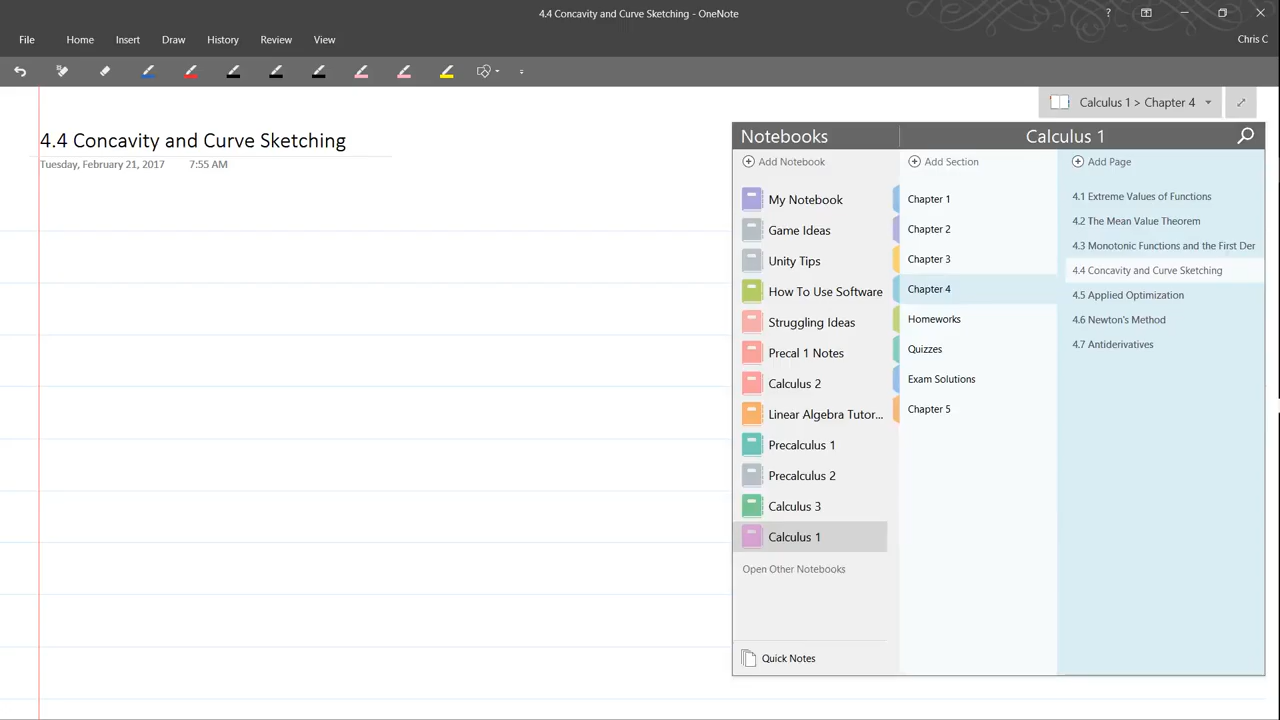 4.4 Concavity and Curve Sketching - OneNote
?
File Home Insert Draw History Review View
Chris C
Calculus 1 > Chapter 4
4.4 Concavity and Curve Sketching
Tuesday, February 21, 2017 7:55 AM
Notebooks
Calculus 1
Add Notebook
My Notebook
Game Ideas
Unity Tips
How To Use Software
Struggling Ideas
Precal 1 Notes
Calculus 2
Linear Algebra Tutor...
Precalculus 1
Precalculus 2
Calculus 3
Calculus 1
Open Other Notebooks
Quick Notes
Add Section
Chapter 1
Chapter 2
Chapter 3
Chapter 4
Homeworks
Quizzes
Exam Solutions
Chapter 5
Add Page
4.1 Extreme Values of Functions
4.2 The Mean Value Theorem
4.3 Monotonic Functions and the First Der
4.4 Concavity and Curve Sketching
4.5 Applied Optimization
4.6 Newton's Method
4.7 Antiderivatives